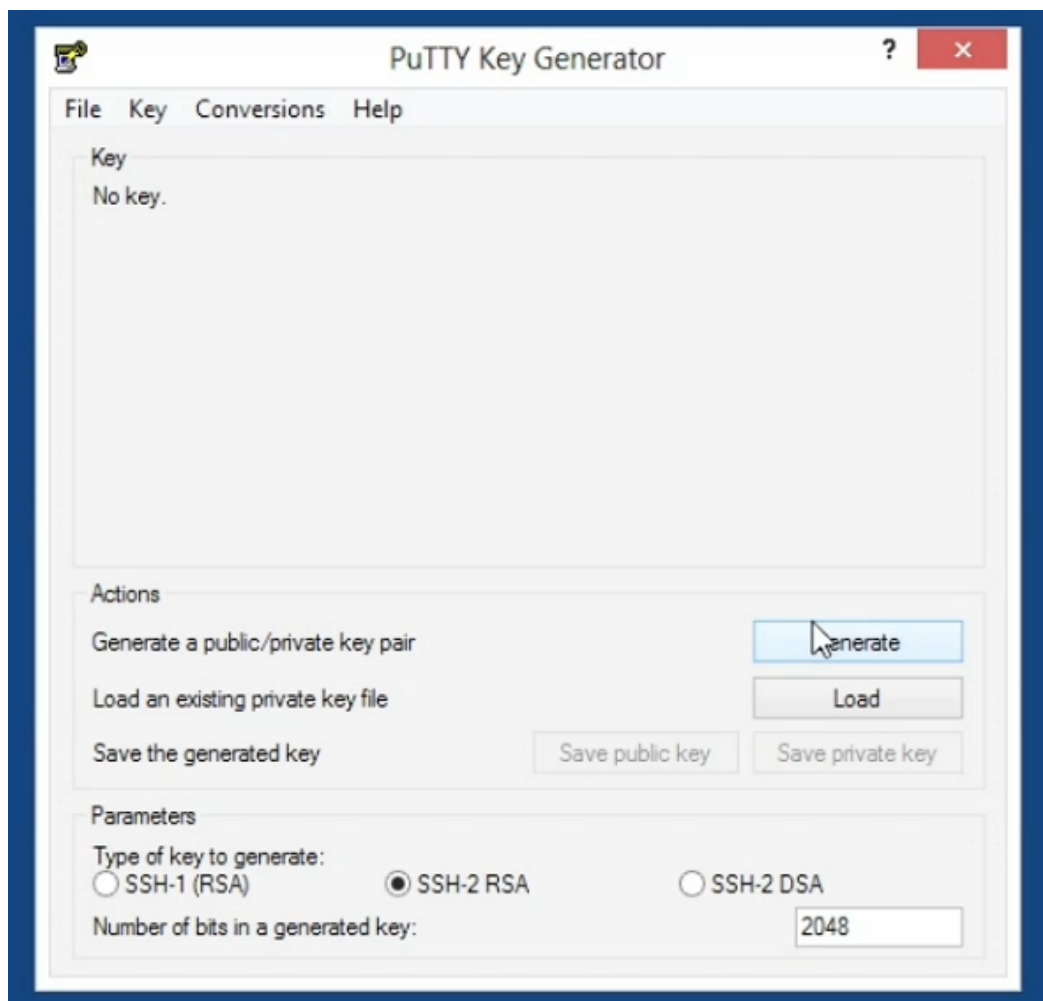 PuTTY Key Generator
?
File Key Conversions Help
Key
No key.
Actions
Generate a public/private key pair
Load an existing private key file
Load
Save the generated key
Save public key
Save private key
Parameters
Type of key to generate:
SSH-1 (RSA) SSH-2 RSA SSH-2 DSA
Number of bits in a generated key:
2048